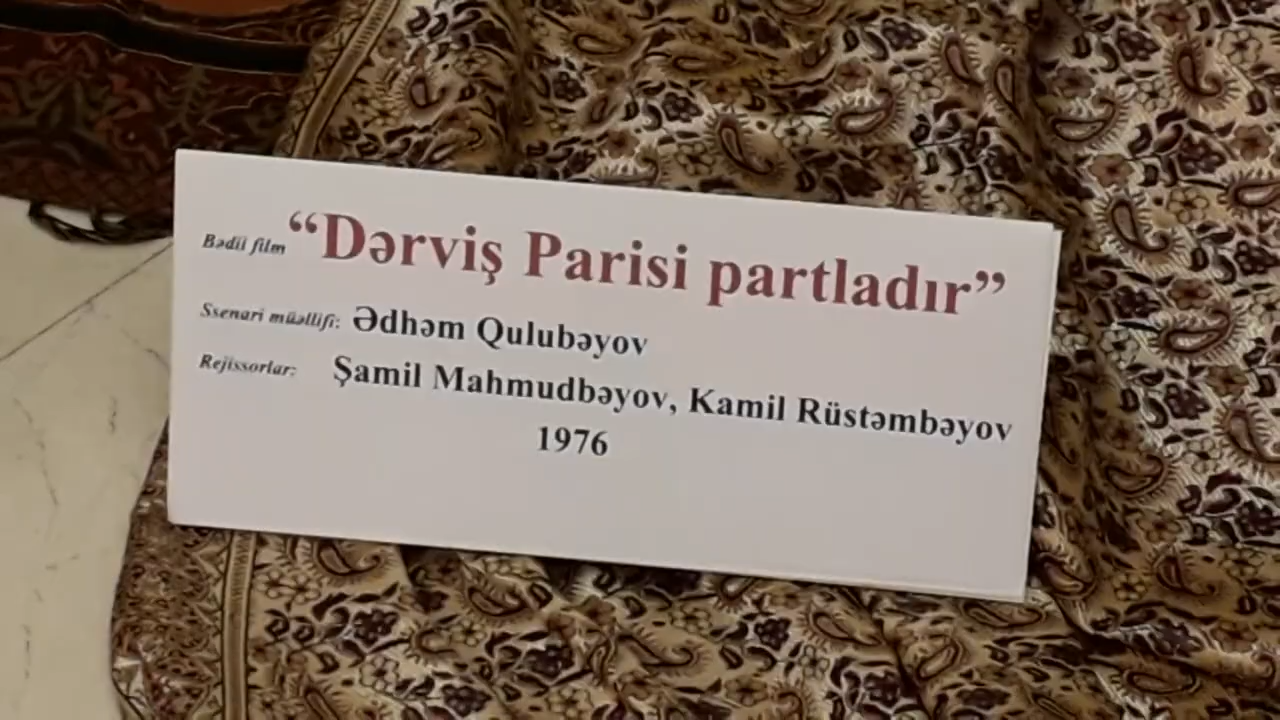 Bədii film “Dərviş Parisi partladır”
Ssenari müəllifi: Ədhəm Qulubəyov
Rejissorlar: Şamil Mahmudbəyov, Kamil Rüstəmbəyov
1976